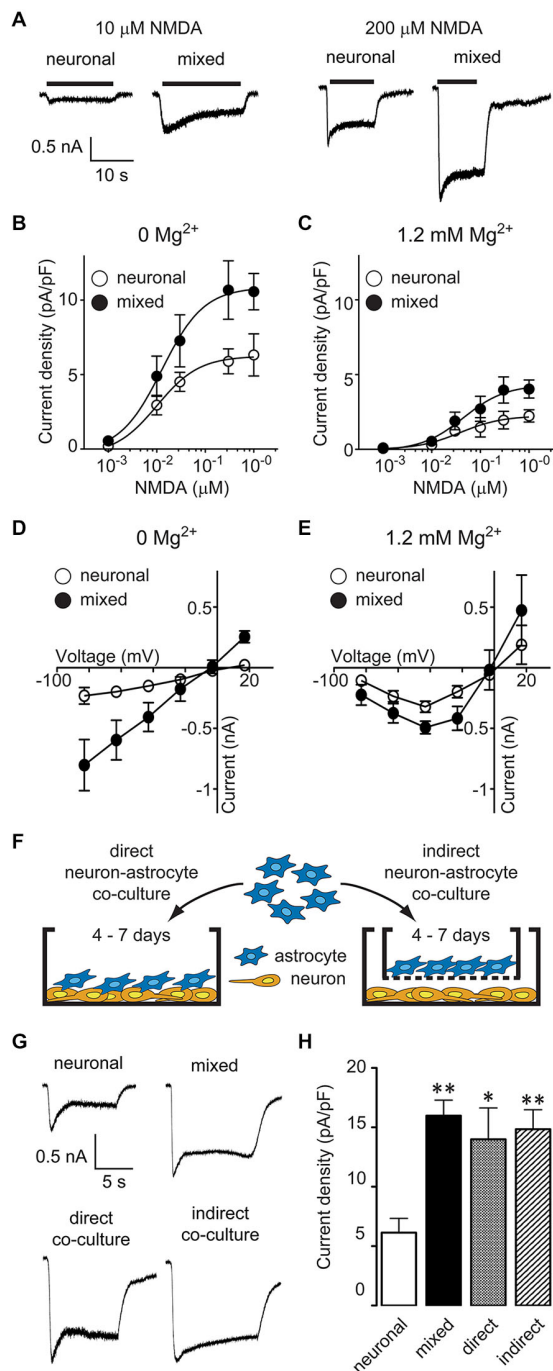 A
10 μM NMDA
200 μM NMDA
neuronal
mixed
neuronal
mixed
0.5 nA
10 s
B
0 Mg2+
C
1.2 mM Mg2+
Current density (pA/pF)
10
5
0
neuronal
mixed
10-3
10-2
10-1
10-0
NMDA (μM)
Current density (pA/pF)
10
5
0
neuronal
mixed
10-3
10-2
10-1
10-0
NMDA (μM)
D
0 Mg2+
E
1.2 mM Mg2+
neuronal
mixed
0.5
Voltage (mV)
-100
20
-0.5
-1
Current (nA)
neuronal
mixed
0.5
Voltage (mV)
-100
20
-0.5
-1
Current (nA)
F
direct
neuron-astrocyte
co-culture
indirect
neuron-astrocyte
co-culture
4 - 7 days
4 - 7 days
astrocyte
neuron
G
neuronal
mixed
0.5 nA
5 s
direct
co-culture
indirect
co-culture
H
Current density (pA/pF)
20
15
10
5
0
**
*
**
neuronal
mixed
direct
indirect